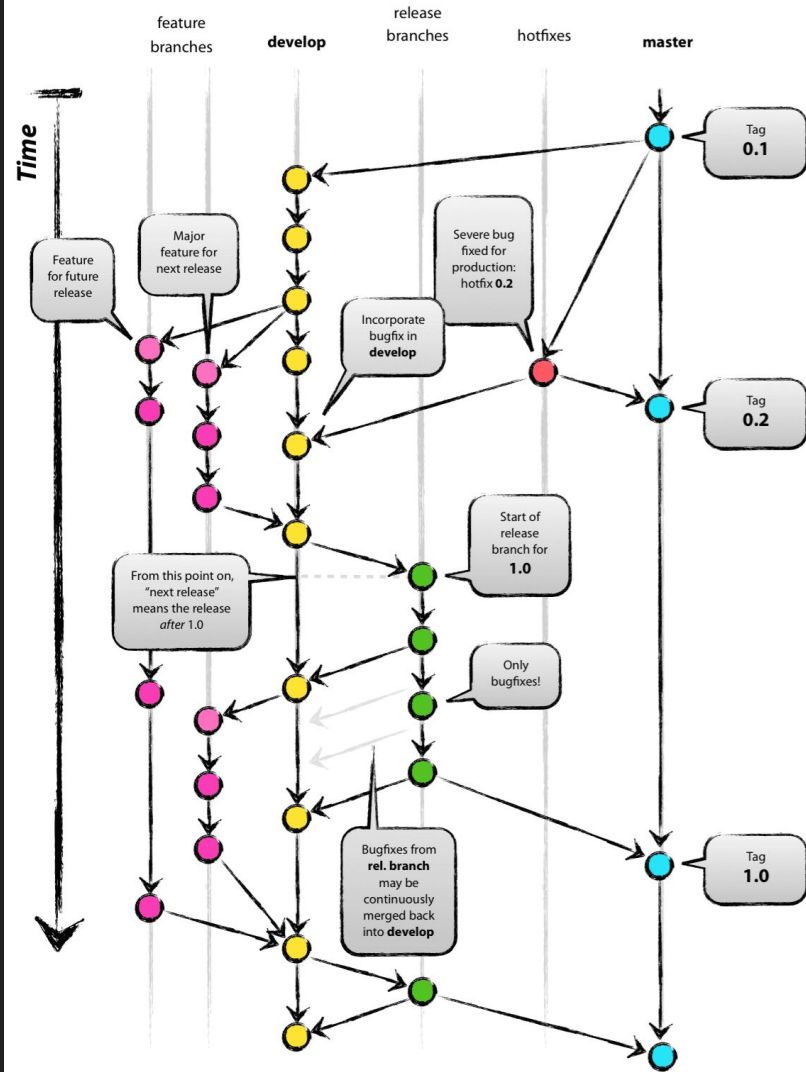 feature
branches
develop
release
branches
hotfixes
master
Time
Tag
0.1
Major
feature for
next release
Feature
for future
release
Severe bug
fixed for
production:
hotfix 0.2
Incorporate
bugfix in
develop
Tag
0.2
Start of
release
branch for
1.0
From this point on,
“next release”
means the release
after 1.0
Only
bugfixes!
Bugfixes from
rel. branch
may be
continuously
merged back
into develop
Tag
1.0